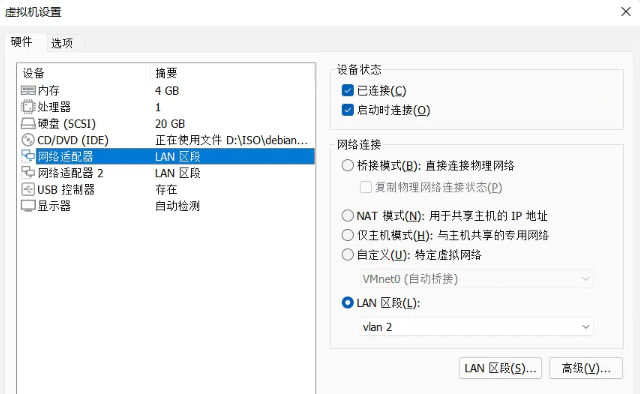 虚拟机设置
硬件 选项
设备 摘要
内存 4 GB
处理器 1
硬盘 (SCSI) 20 GB
CD/DVD (IDE) 正在使用文件 D:\ISO\debian...
网络适配器 LAN 区段
网络适配器 2 LAN 区段
USB 控制器 存在
显示器 自动检测
设备状态
已连接(C)
启动时连接(O)
网络连接
桥接模式(B): 直接连接物理网络
复制物理网络连接状态(P)
NAT 模式(N): 用于共享主机的 IP 地址
仅主机模式(H): 与主机共享的专用网络
自定义(U): 特定虚拟网络
VMnet0 (自动桥接)
LAN 区段(L):
vlan 2
LAN 区段(S)... 高级(V)...